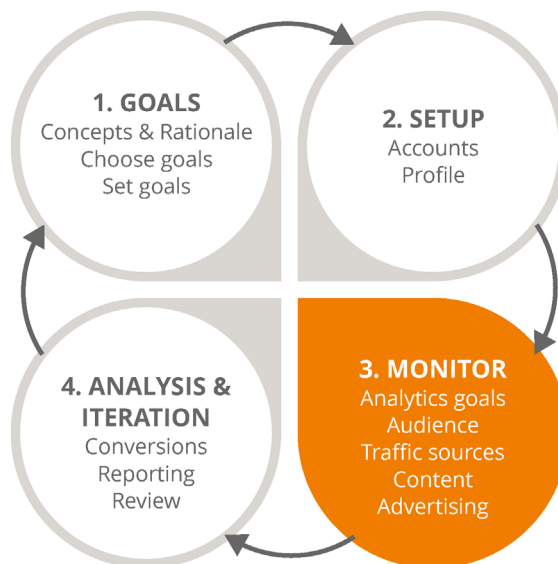 1. GOALS
Concepts & Rationale
Choose goals
Set goals
2. SETUP
Accounts
Profile
3. MONITOR
Analytics goals
Audience
Traffic sources
Content
Advertising
4. ANALYSIS &
ITERATION
Conversions
Reporting
Review